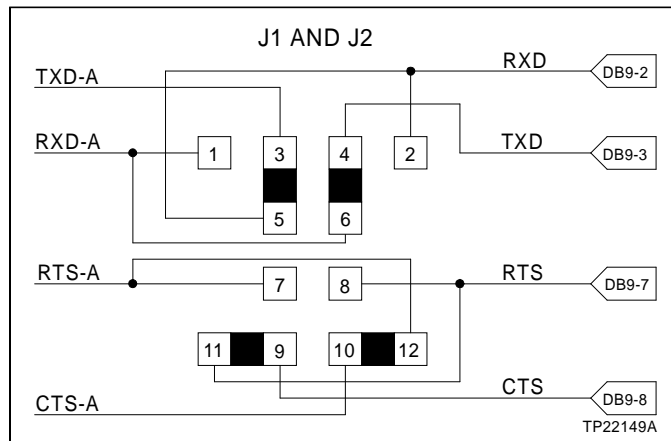 J1 AND J2
TXD-A
RXD
DB9-2
RXD-A
1
3
4
2
TXD
DB9-3
5
6
RTS-A
7
8
RTS
DB9-7
11
9
10
12
CTS-A
CTS
DB9-8
TP22149A